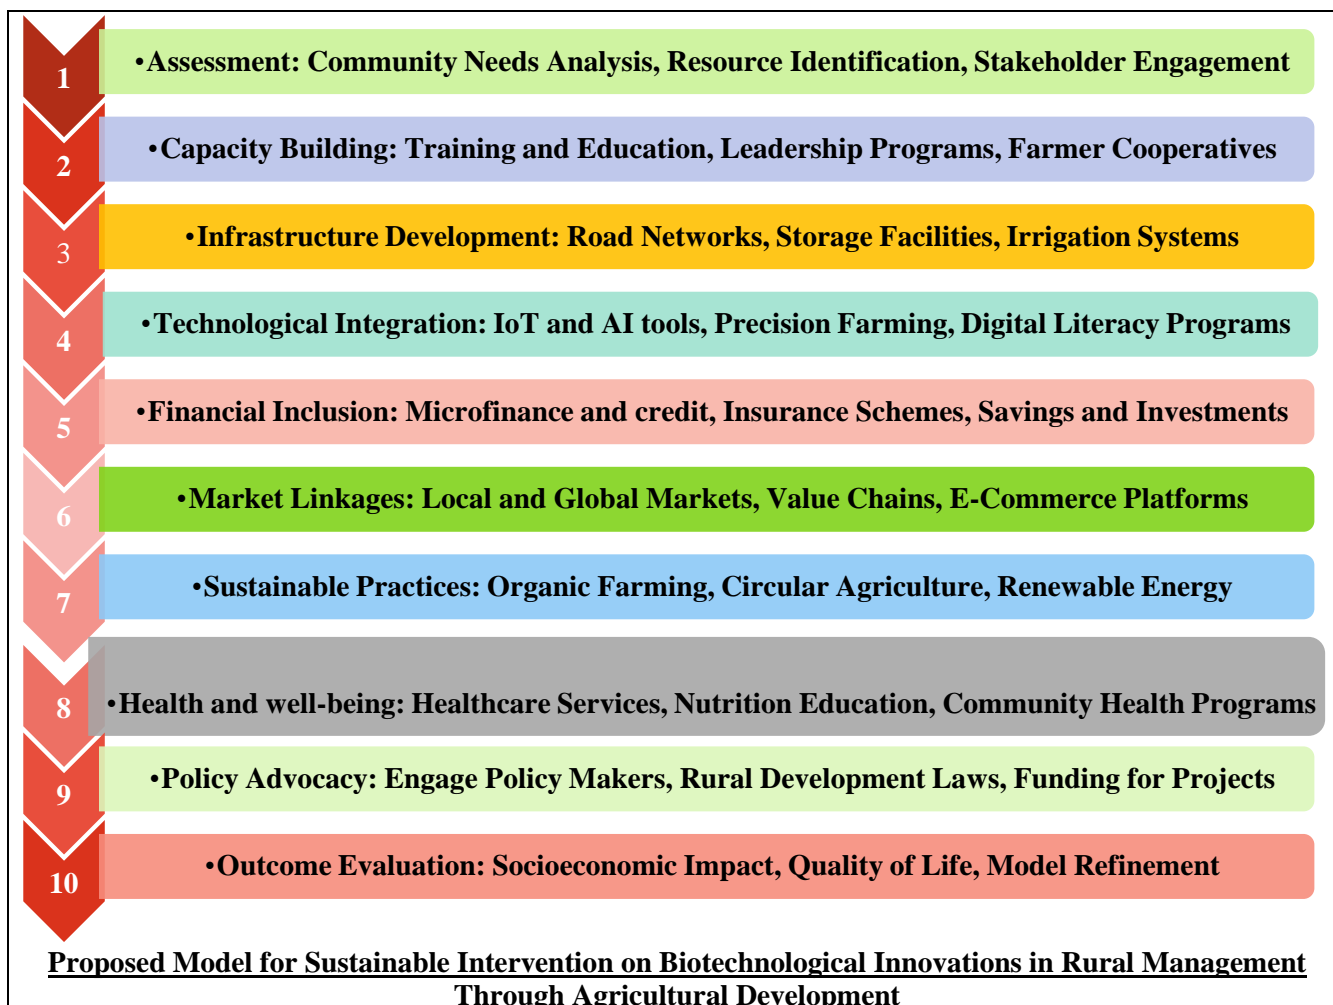 1
•Assessment: Community Needs Analysis, Resource Identification, Stakeholder Engagement
2
•Capacity Building: Training and Education, Leadership Programs, Farmer Cooperatives
3
•Infrastructure Development: Road Networks, Storage Facilities, Irrigation Systems
4
•Technological Integration: IoT and AI tools, Precision Farming, Digital Literacy Programs
5
•Financial Inclusion: Microfinance and credit, Insurance Schemes, Savings and Investments
6
•Market Linkages: Local and Global Markets, Value Chains, E-Commerce Platforms
7
•Sustainable Practices: Organic Farming, Circular Agriculture, Renewable Energy
8
•Health and well-being: Healthcare Services, Nutrition Education, Community Health Programs
9
•Policy Advocacy: Engage Policy Makers, Rural Development Laws, Funding for Projects
10
•Outcome Evaluation: Socioeconomic Impact, Quality of Life, Model Refinement
Proposed Model for Sustainable Intervention on Biotechnological Innovations in Rural Management
Through Agricultural Development